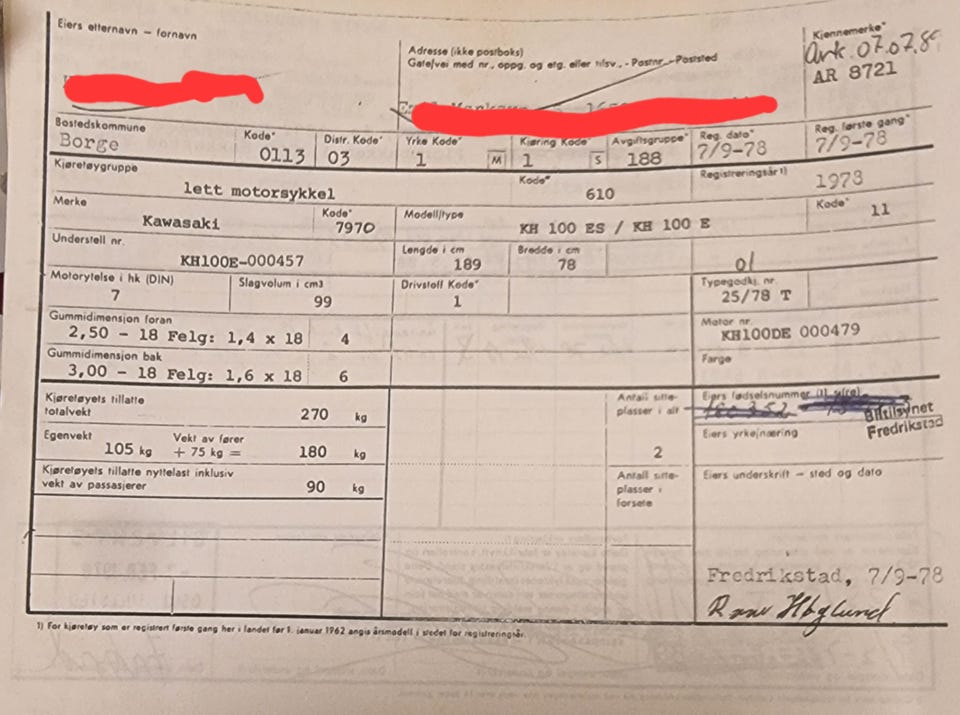 Eiers etternavn – fornavn
Adresse (ikke postboks)
Gate/vei med nr., oppg. og etg. eller tilsv., - Postnr. - Poststed
Kjennemerke*
Ark. 07.07.8
AR 8721
Bostedskommune
Borge
Kode*
0113
Distr. Kode*
03
Yrke Kode*
1
M
Kjøring Kode*
1
S
Avgiftsgruppe*
188
Reg. dato*
7/9-78
Reg. første gang*
7/9-78
Kjøretøygruppe
lett motorsykkel
Kode*
610
Registreringsår 1)
1978
Merke
Kawasaki
Kode*
7970
Modell/type
KH 100 ES / KH 100 E
Kode*
11
Understell nr.
KH100E-000457
Lengde i cm
189
Bredde i cm
78
01
Motorytelse i hk (DIN)
7
Slagvolum i cm3
99
Drivstoff Kode*
1
Typegodkj. nr.
25/78 T
Gummidimensjon foran
2,50 - 18 Felg: 1,4 x 18
4
Motor nr.
KH100DE 000479
Gummidimensjon bak
3,00 - 18 Felg: 1,6 x 18
6
Farge
Kjøretøyets tillatte
totalvekt
270 kg
Antall sitte-
plasser i alt
2
Eiers fødselsnummer (11 sifre)
Biltilsynet
Fredrikstad
Egenvekt
105 kg
Vekt av fører
+ 75 kg =
180 kg
Eiers yrke/næring
Kjøretøyets tillatte nyttelast inklusiv
vekt av passasjerer
90 kg
Antall sitte-
plasser i
forsete
Eiers underskrift – sted og dato
Fredrikstad, 7/9-78
1) For kjøretøy som er registrert første gang her i landet før 1. januar 1962 angis årsmodell i stedet for registreringsår.